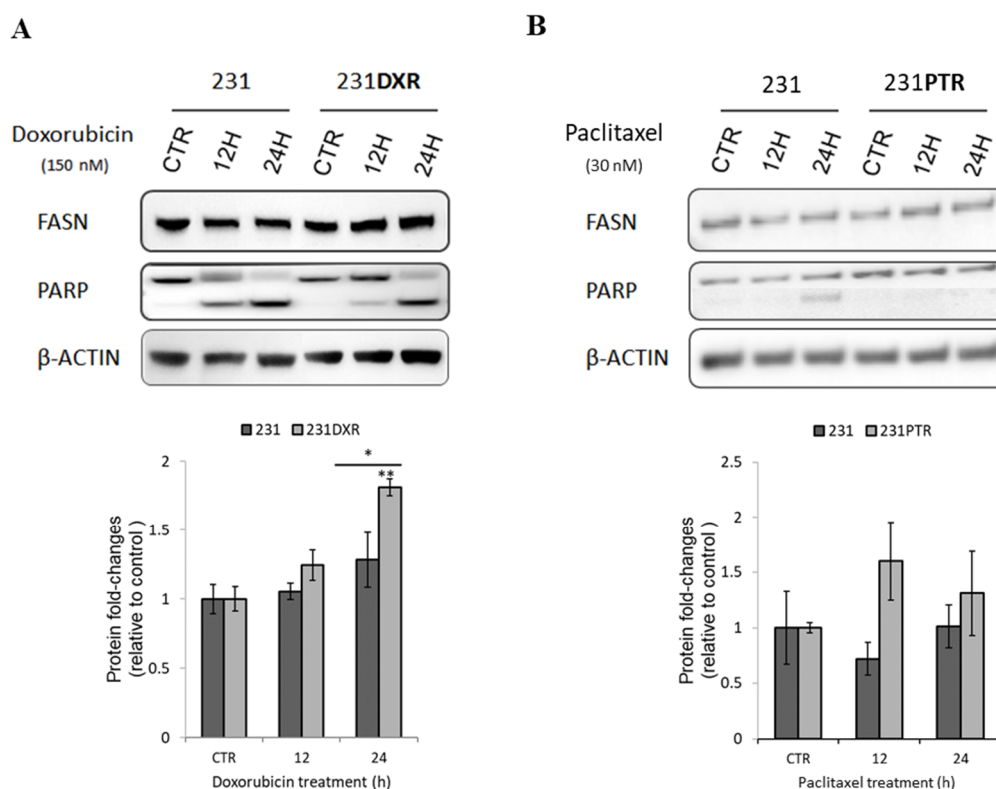 A
231 231DXR
Doxorubicin
(150 nM)
CTR 12H 24H CTR 12H 24H
FASN
PARP
β-ACTIN
231 231DXR
* 
**
2
1.5
1
0.5
0
Protein fold-changes
(relative to control )
CTR 12 24
Doxorubicin treatment (h)
B
231 231PTR
Paclitaxel
(30 nM)
CTR 12H 24H CTR 12H 24H
FASN
PARP
β-ACTIN
231 231PTR
2.5
2
1.5
1
0.5
0
Protein fold-changes
(relative to control )
CTR 12 24
Paclitaxel treatment (h)